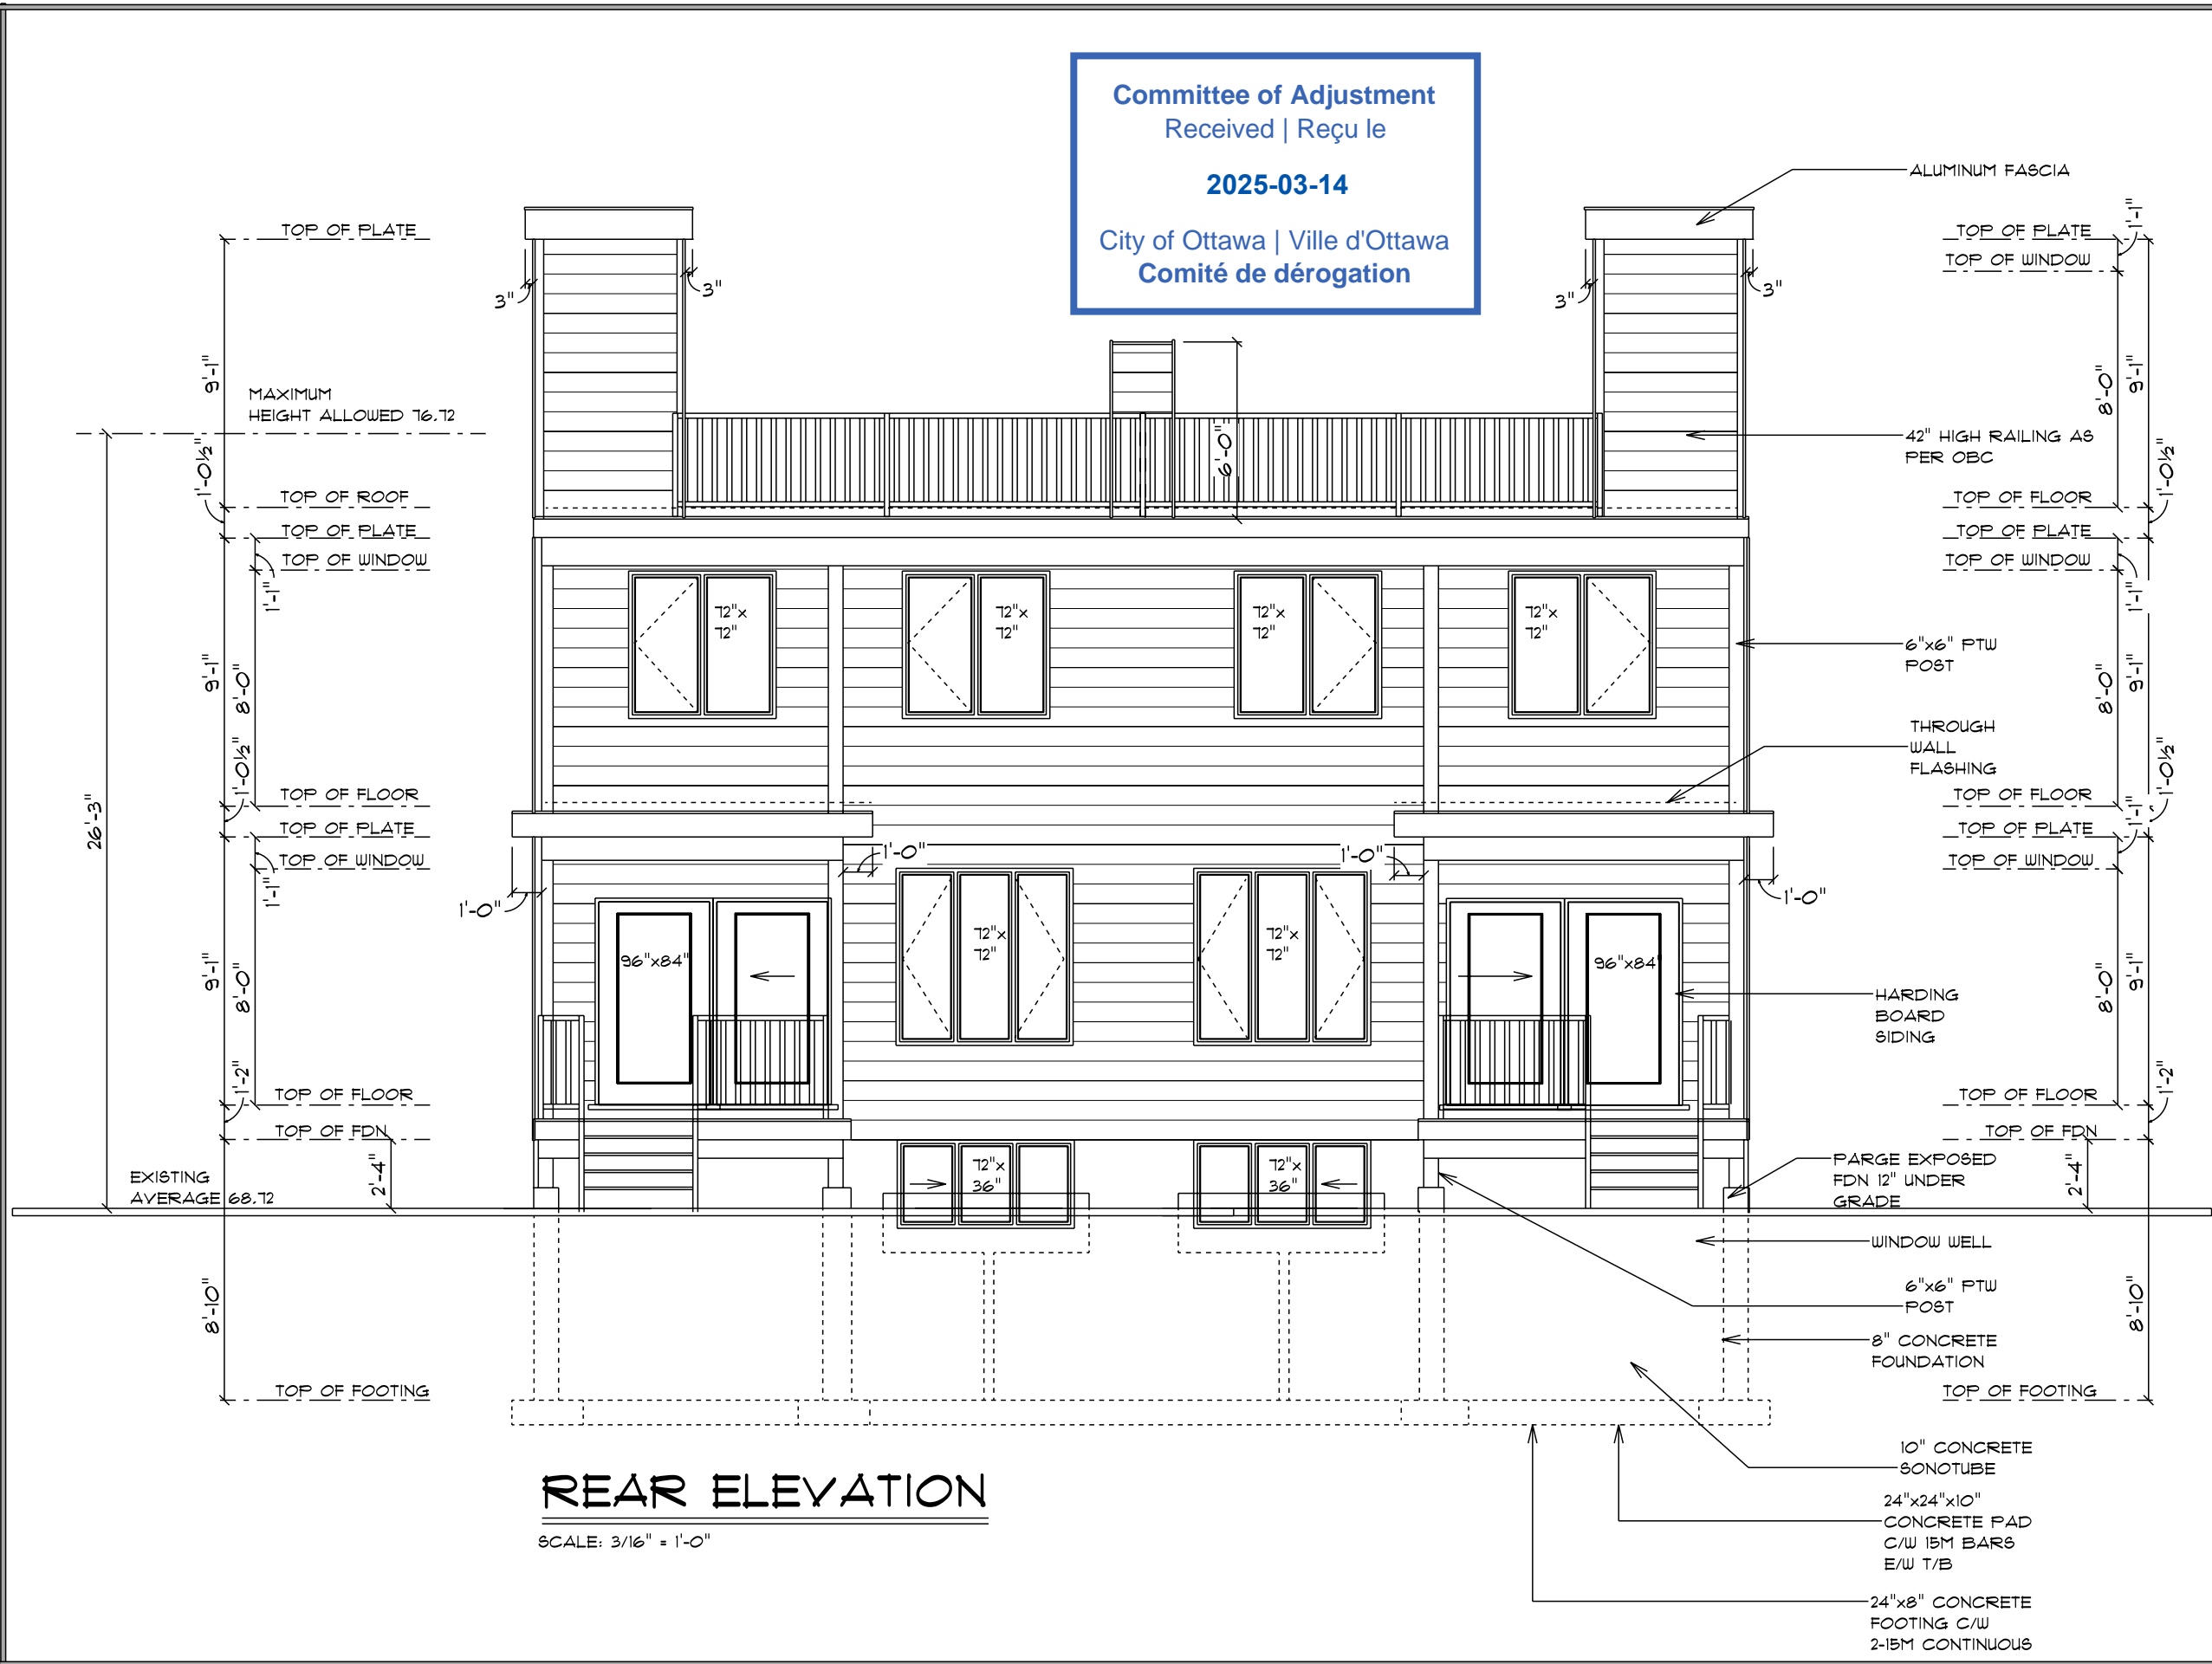 Committee of Adjustment
Received | Reçu le
2025-03-14
City of Ottawa | Ville d'Ottawa
Comité de dérogation
TOP OF PLATE
9'-1"
MAXIMUM
HEIGHT ALLOWED 76.72
1'-0½"
TOP OF ROOF
TOP OF PLATE
TOP OF WINDOW
1'-1"
9'-1"
8'-0"
26'-3"
1'-0½"
TOP OF FLOOR
TOP OF PLATE
TOP OF WINDOW
1'-1"
9'-1"
8'-0"
1'-2"
TOP OF FLOOR
TOP OF FDN
2'-4"
EXISTING
AVERAGE 68.72
8'-10"
TOP OF FOOTING
3"
3"
3"
3"
6'-0"
72"x
72"
72"x
72"
72"x
72"
72"x
72"
1'-0"
1'-0"
1'-0"
1'-0"
96"x84"
72"x
72"
72"x
72"
96"x84"
72"x
36"
72"x
36"
ALUMINUM FASCIA
42" HIGH RAILING AS
PER OBC
6"x6" PTW
POST
THROUGH
WALL
FLASHING
HARDING
BOARD
SIDING
PARGE EXPOSED
FDN 12" UNDER
GRADE
WINDOW WELL
6"x6" PTW
POST
8" CONCRETE
FOUNDATION
10" CONCRETE
SONOTUBE
24"x24"x10"
CONCRETE PAD
C/W 15M BARS
E/W T/B
24"x8" CONCRETE
FOOTING C/W
2-15M CONTINUOUS
1'-1"
TOP OF PLATE
TOP OF WINDOW
8'-0"
9'-1"
1'-0½"
TOP OF FLOOR
TOP OF PLATE
TOP OF WINDOW
1'-1"
8'-0"
9'-1"
1'-0½"
TOP OF FLOOR
1'-1"
TOP OF PLATE
TOP OF WINDOW
8'-0"
9'-1"
1'-2"
TOP OF FLOOR
TOP OF FDN
2'-4"
8'-10"
TOP OF FOOTING
REAR ELEVATION
SCALE: 3/16" = 1'-0"